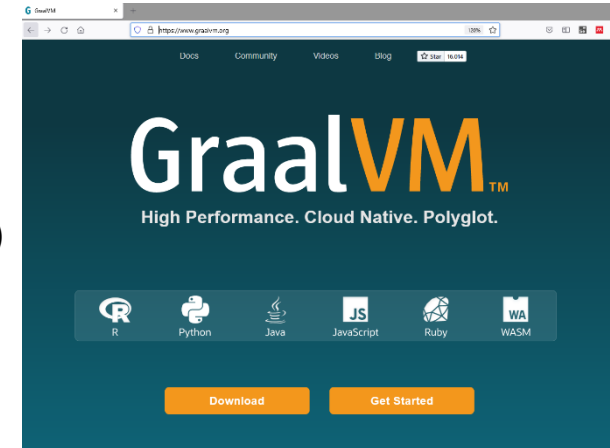 G GraalVM × +
https://www.graalvm.org 120%
Docs Community Videos Blog Star 16.014
GraalVM TM
High Performance. Cloud Native. Polyglot.
R Python Java JS JavaScript Ruby WA WASM
Download Get Started
)